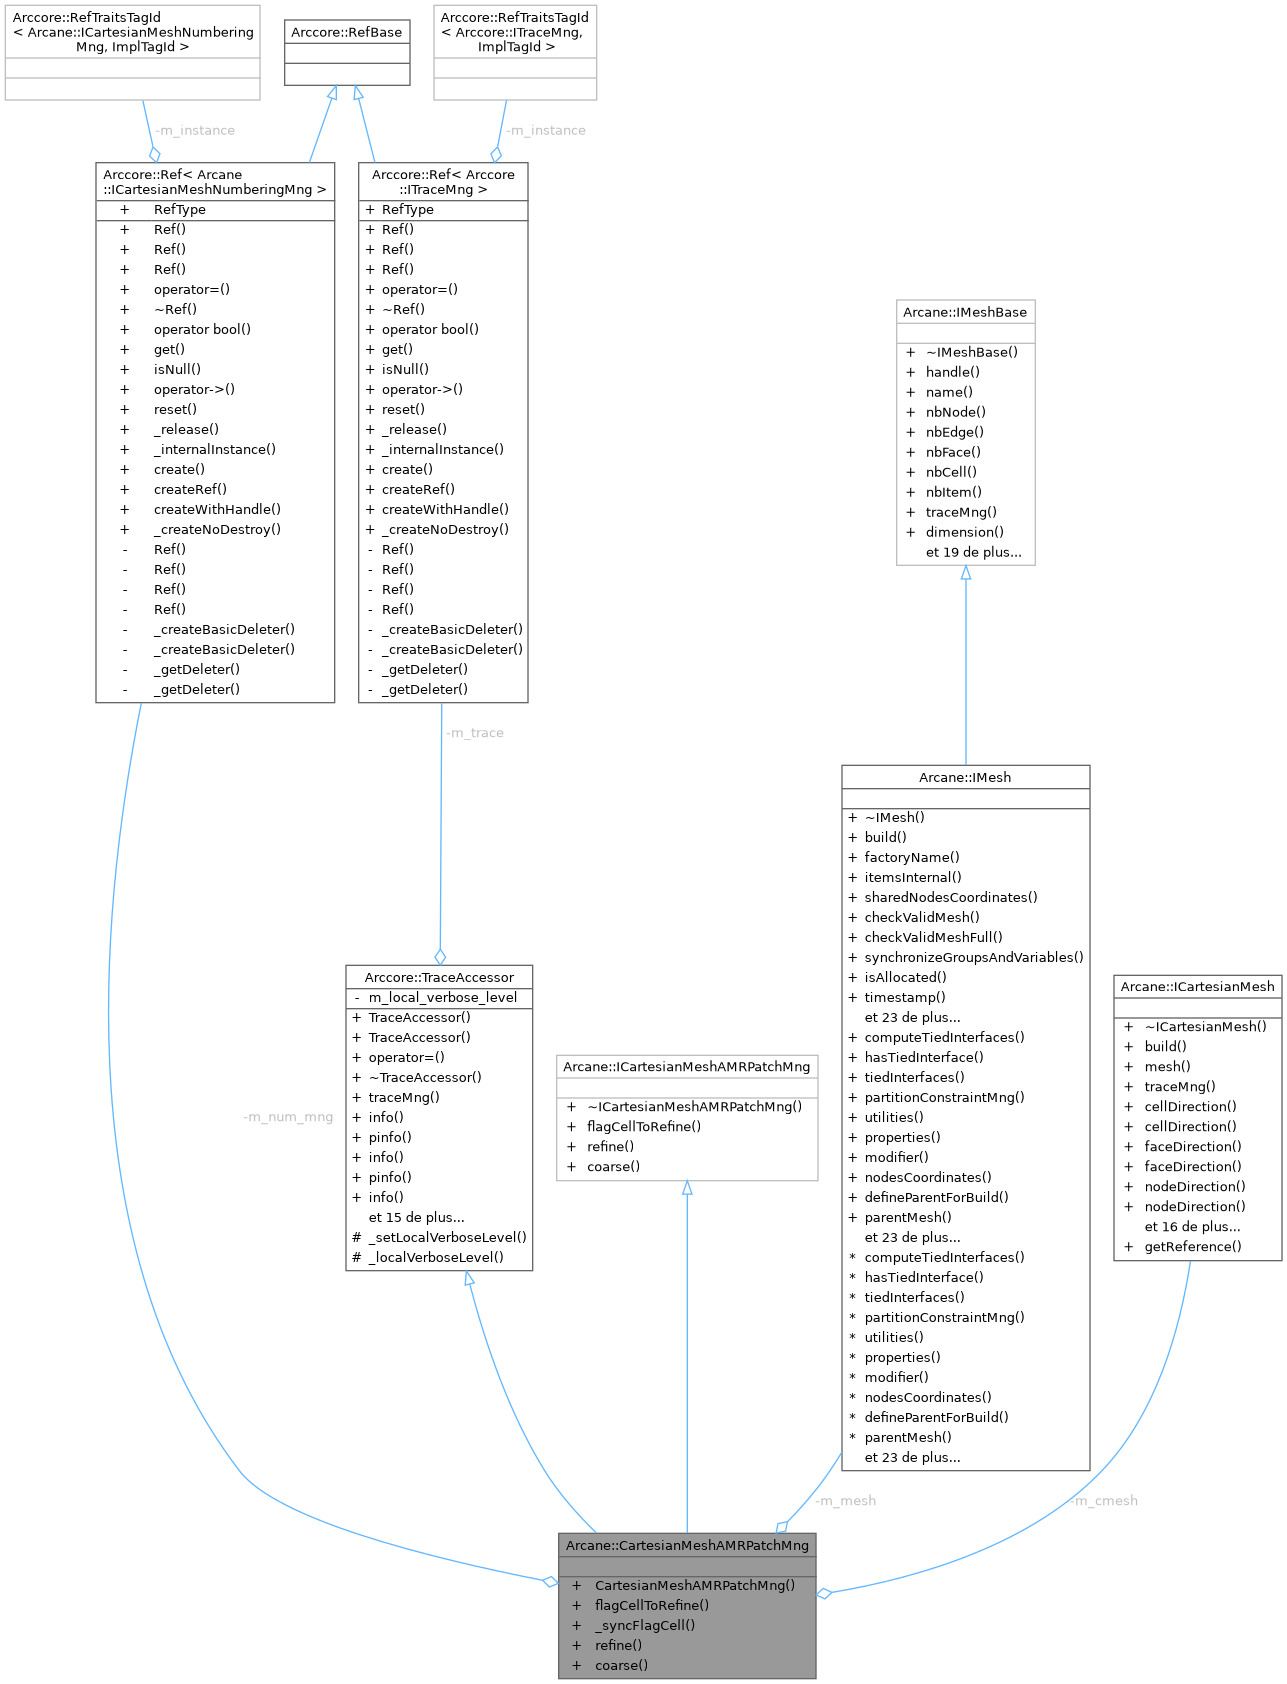 Arccore::RefTraitsTagId
< Arcane::ICartesianMeshNumbering
Mng, ImplTagId >
Arccore::RefBase
Arccore::RefTraitsTagId
< Arccore::ITraceMng,
ImplTagId >
-m_instance
-m_instance
Arccore::Ref< Arcane
::ICartesianMeshNumberingMng >
+ RefType
+ Ref()
+ Ref()
+ Ref()
+ operator=()
+ ~Ref()
+ operator bool()
+ get()
+ isNull()
+ operator->()
+ reset()
+ _release()
+ _internalInstance()
+ create()
+ createRef()
+ createWithHandle()
+ _createNoDestroy()
- Ref()
- Ref()
- Ref()
- Ref()
- _createBasicDeleter()
- _createBasicDeleter()
- _getDeleter()
- _getDeleter()
Arccore::Ref< Arccore
::ITraceMng >
+ RefType
+ Ref()
+ Ref()
+ Ref()
+ operator=()
+ ~Ref()
+ operator bool()
+ get()
+ isNull()
+ operator->()
+ reset()
+ _release()
+ _internalInstance()
+ create()
+ createRef()
+ createWithHandle()
+ _createNoDestroy()
- Ref()
- Ref()
- Ref()
- Ref()
- _createBasicDeleter()
- _createBasicDeleter()
- _getDeleter()
- _getDeleter()
Arcane::IMeshBase
+ ~IMeshBase()
+ handle()
+ name()
+ nbNode()
+ nbEdge()
+ nbFace()
+ nbCell()
+ nbItem()
+ traceMng()
+ dimension()
et 19 de plus...
-m_trace
Arcane::IMesh
+ ~IMesh()
+ build()
+ factoryName()
+ itemsInternal()
+ sharedNodesCoordinates()
+ checkValidMesh()
+ checkValidMeshFull()
+ synchronizeGroupsAndVariables()
+ isAllocated()
+ timestamp()
et 23 de plus...
+ computeTiedInterfaces()
+ hasTiedInterface()
+ tiedInterfaces()
+ partitionConstraintMng()
+ utilities()
+ properties()
+ modifier()
+ nodesCoordinates()
+ defineParentForBuild()
+ parentMesh()
et 23 de plus...
* computeTiedInterfaces()
* hasTiedInterface()
* tiedInterfaces()
* partitionConstraintMng()
* utilities()
* properties()
* modifier()
* nodesCoordinates()
* defineParentForBuild()
* parentMesh()
et 23 de plus...
Arccore::TraceAccessor
- m_local_verbose_level
+ TraceAccessor()
+ TraceAccessor()
+ operator=()
+ ~TraceAccessor()
+ traceMng()
+ info()
+ pinfo()
+ info()
+ pinfo()
+ info()
et 15 de plus...
# _setLocalVerboseLevel()
# _localVerboseLevel()
Arcane::ICartesianMesh
+ ~ICartesianMesh()
+ build()
+ mesh()
+ traceMng()
+ cellDirection()
+ cellDirection()
+ faceDirection()
+ faceDirection()
+ nodeDirection()
+ nodeDirection()
et 16 de plus...
+ getReference()
Arcane::ICartesianMeshAMRPatchMng
+ ~ICartesianMeshAMRPatchMng()
+ flagCellToRefine()
+ refine()
+ coarse()
-m_num_mng
-m_mesh
-m_cmesh
Arcane::CartesianMeshAMRPatchMng
+ CartesianMeshAMRPatchMng()
+ flagCellToRefine()
+ _syncFlagCell()
+ refine()
+ coarse()